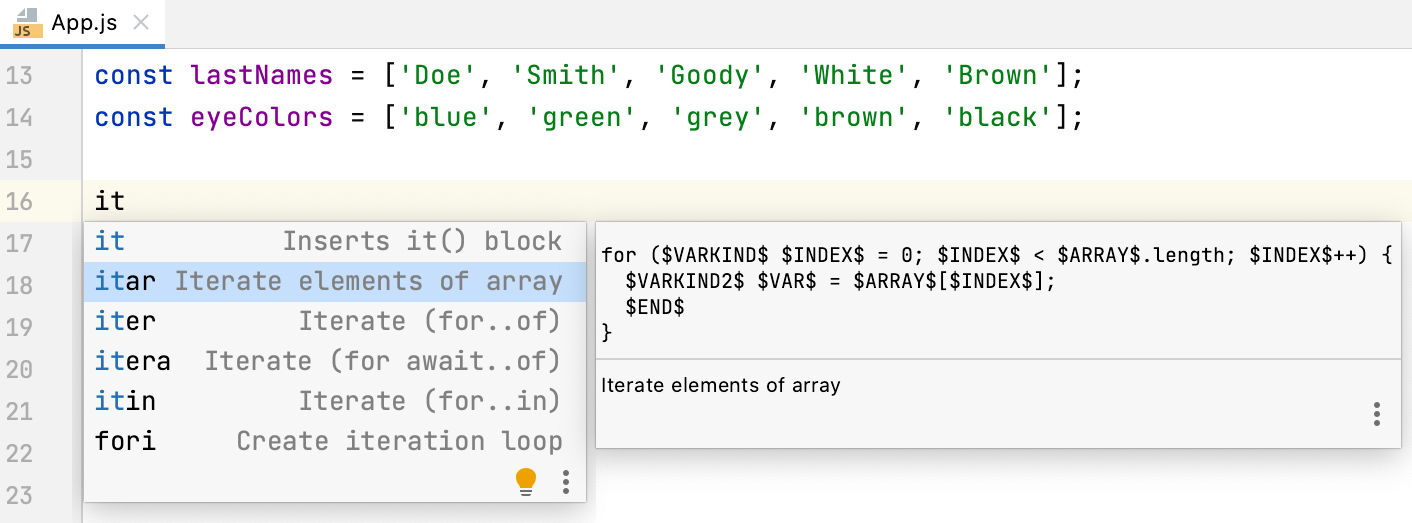 JS App.js
13 const lastNames = ['Doe', 'Smith', 'Goody', 'White', 'Brown'];
14 const eyeColors = ['blue', 'green', 'grey', 'brown', 'black'];
15
16 it
17
18
19
20
21
22
23
it Inserts it() block
itar Iterate elements of array
iter Iterate (for..of)
itera Iterate (for await..of)
itin Iterate (for..in)
fori Create iteration loop
for ($VARKIND$ $INDEX$ = 0; $INDEX$ < $ARRAY$.length; $INDEX$++) {
  $VARKIND2$ $VAR$ = $ARRAY$[$INDEX$];
  $END$
}
Iterate elements of array